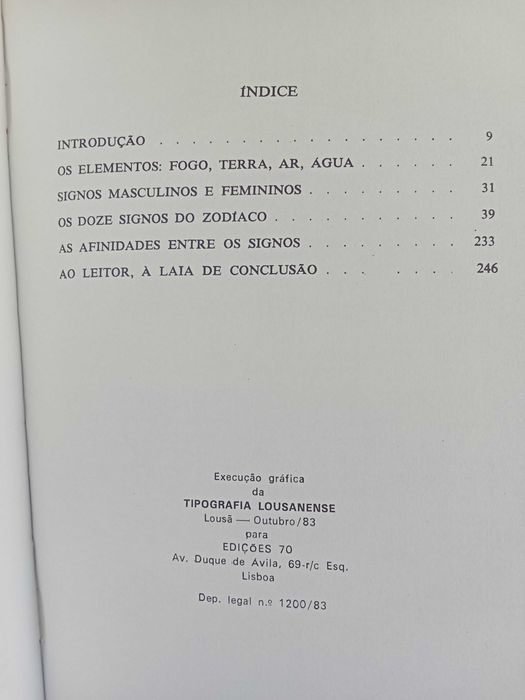 ÍNDICE
INTRODUÇÃO . . . . . . . . . . . . . . . . . . 9
OS ELEMENTOS: FOGO, TERRA, AR, ÁGUA . . . . . . 21
SIGNOS MASCULINOS E FEMININOS . . . . . . . . . 31
OS DOZE SIGNOS DO ZODÍACO . . . . . . . . . . . 39
AS AFINIDADES ENTRE OS SIGNOS . . . . . . . . . 233
AO LEITOR, À LAIA DE CONCLUSÃO . . . . . . . 246
Execução gráfica
da
TIPOGRAFIA LOUSANENSE
Lousã — Outubro/83
para
EDIÇÕES 70
Av. Duque de Ávila, 69-r/c Esq.
Lisboa
Dep. legal n.º 1200/83